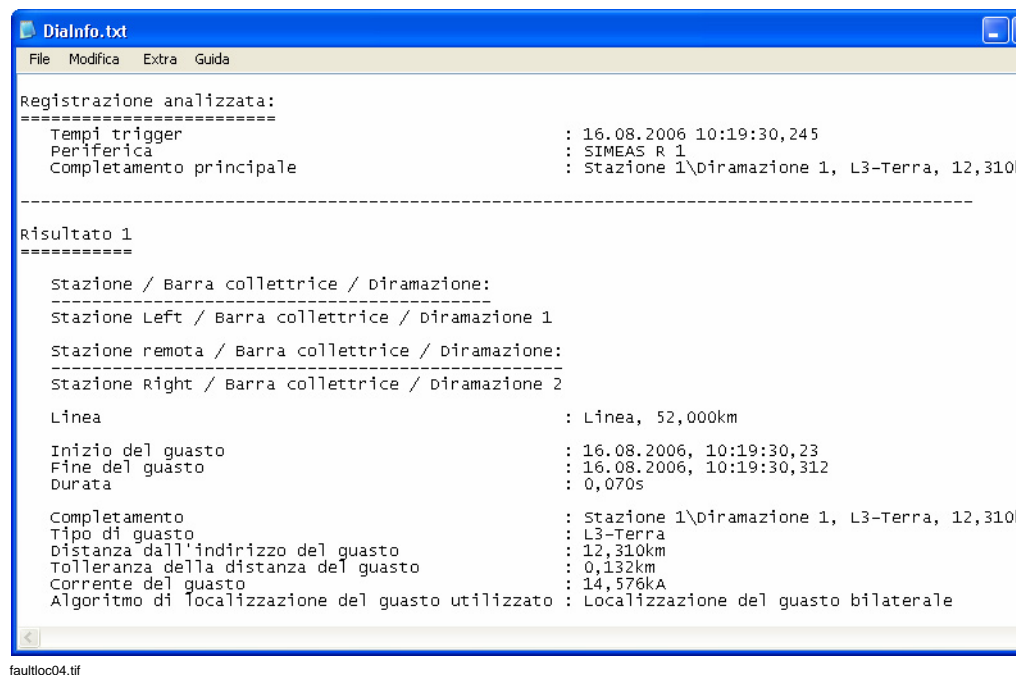 DiaInfo.txt
File Modifica Extra Guida
Registrazione analizzata:
=========================
Tempi trigger : 16.08.2006 10:19:30,245
Periferica : SIMEAS R 1
Completamento principale : Stazione 1\Diramazione 1, L3-Terra, 12,310
---------------------------------------------------------------------------------------------
Risultato 1
===========
Stazione / Barra collettrice / Diramazione:
-------------------------------------------
Stazione Left / Barra collettrice / Diramazione 1
Stazione remota / Barra collettrice / Diramazione:
--------------------------------------------------
Stazione Right / Barra collettrice / Diramazione 2
Linea : Linea, 52,000km
Inizio del guasto : 16.08.2006, 10:19:30,23
Fine del guasto : 16.08.2006, 10:19:30,312
Durata : 0,070s
Completamento : Stazione 1\Diramazione 1, L3-Terra, 12,310
Tipo di guasto : L3-Terra
Distanza dall'indirizzo del guasto : 12,310km
Tolleranza della distanza del guasto : 0,132km
Corrente del guasto : 14,576kA
Algoritmo di localizzazione del guasto utilizzato : Localizzazione del guasto bilaterale
faultloc04.tif